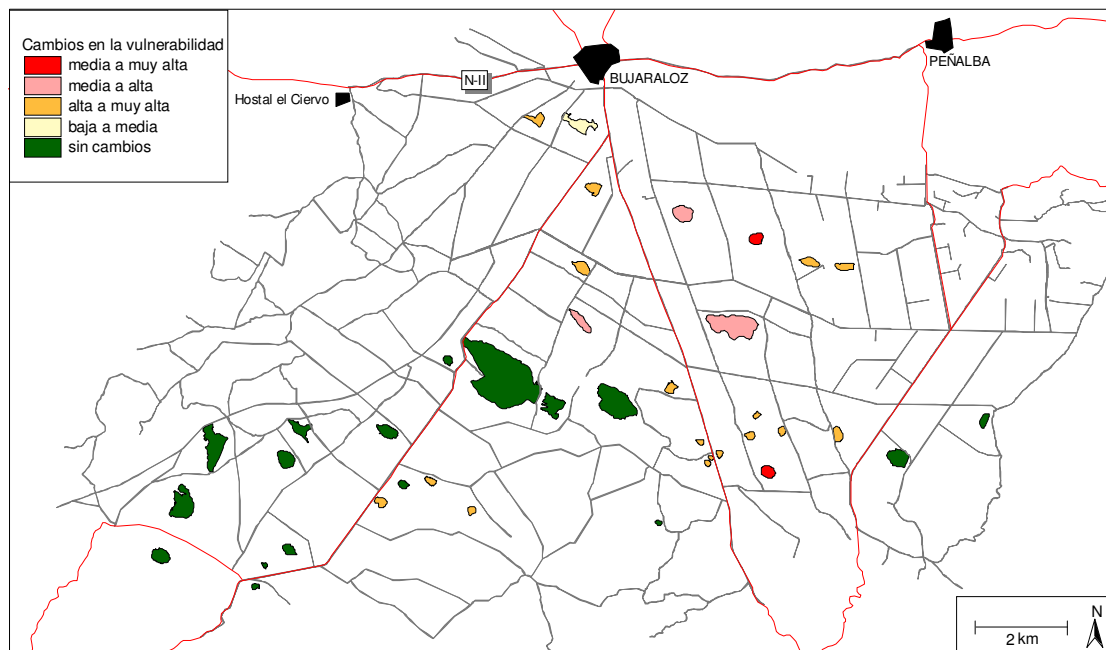 Cambios en la vulnerabilidad
media a muy alta
media a alta
alta a muy alta
baja a media
sin cambios
N-II
BUJARALOZ
PEÑALBA
Hostal el Ciervo
2 km
N